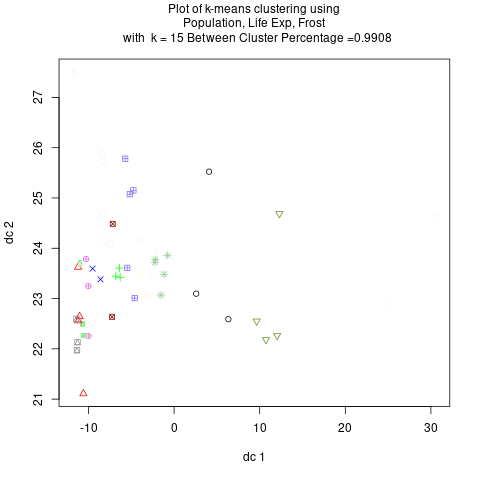 Plot of k-means clustering using
Population, Life Exp, Frost
with k = 15 Between Cluster Percentage =0.9908
27
26
25
24
23
22
21
dc 2
-10 0 10 20 30
dc 1